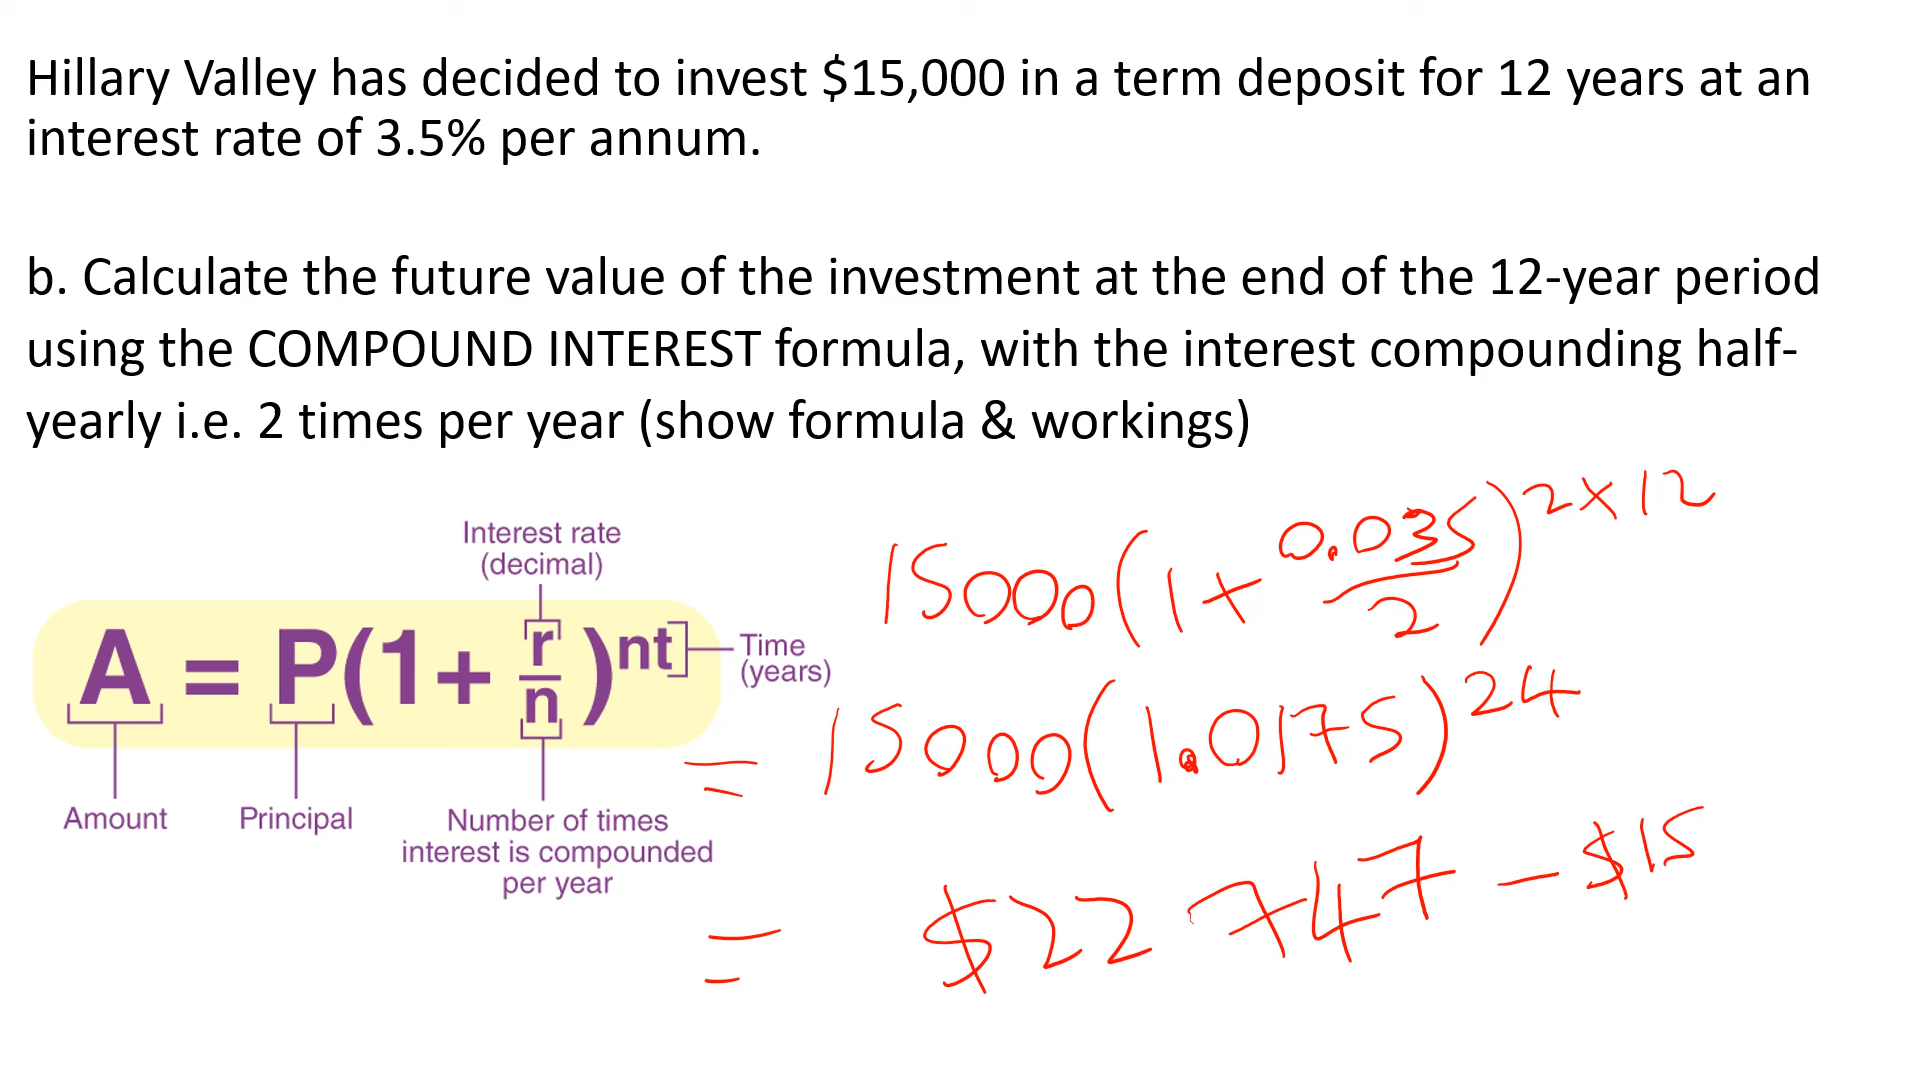 Hillary Valley has decided to invest $15,000 in a term deposit for 12 years at an
interest rate of 3.5% per annum.
b. Calculate the future value of the investment at the end of the 12-year period
using the COMPOUND INTEREST formula, with the interest compounding half-
yearly i.e. 2 times per year (show formula & workings)
Interest rate
(decimal)
A = P(1+ r/n)^nt
Time
(years)
Amount
Principal
Number of times
interest is compounded
per year
15000(1+ 0.035/2)^2×12
= 15000(1.0175)^24
= $22 747 – $15